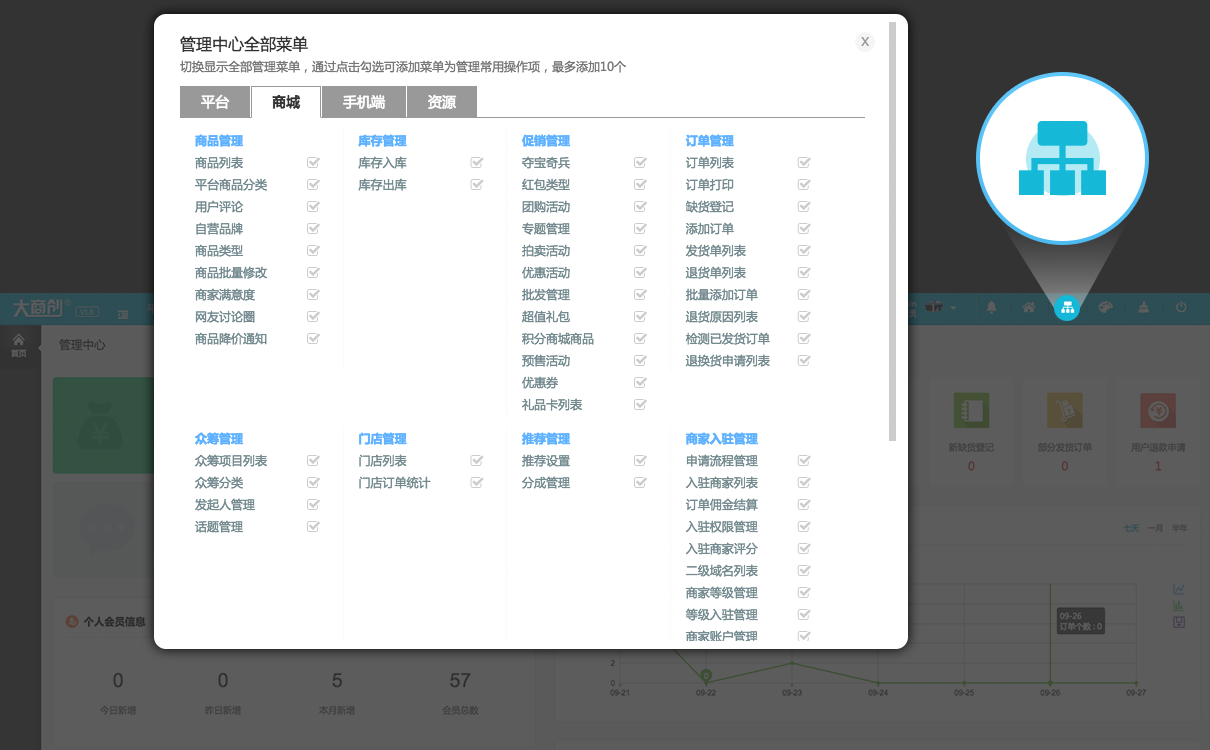 管理中心全部菜单
X
切换显示全部管理菜单，通过点击勾选可添加菜单为管理常用操作项，最多添加10个
平台 商城 手机端 资源
商品管理
商品列表
平台商品分类
用户评论
自营品牌
商品类型
商品批量修改
商家满意度
网友讨论圈
商品降价通知
库存管理
库存入库
库存出库
促销管理
夺宝奇兵
红包类型
团购活动
专题管理
拍卖活动
优惠活动
批发管理
超值礼包
积分商城商品
预售活动
优惠券
礼品卡列表
订单管理
订单列表
订单打印
缺货登记
添加订单
发货单列表
退货单列表
批量添加订单
退货原因列表
检测已发货订单
退换货申请列表
众筹管理
众筹项目列表
众筹分类
发起人管理
话题管理
门店管理
门店列表
门店订单统计
推荐管理
推荐设置
分成管理
商家入驻管理
申请流程管理
入驻商家列表
订单佣金结算
入驻权限管理
入驻商家评分
二级域名列表
商家等级管理
等级入驻管理
商家账户管理
大商创
首页
管理中心
新缺货登记
0
部分发货订单
0
用户退款申请
1
七天 一月 半年
个人会员信息
0
今日新增
0
昨日新增
5
本月新增
57
会员总数
09-26
订单个数 : 0
2
0
0
09-21 09-22 09-23 09-24 09-25 09-26 09-27